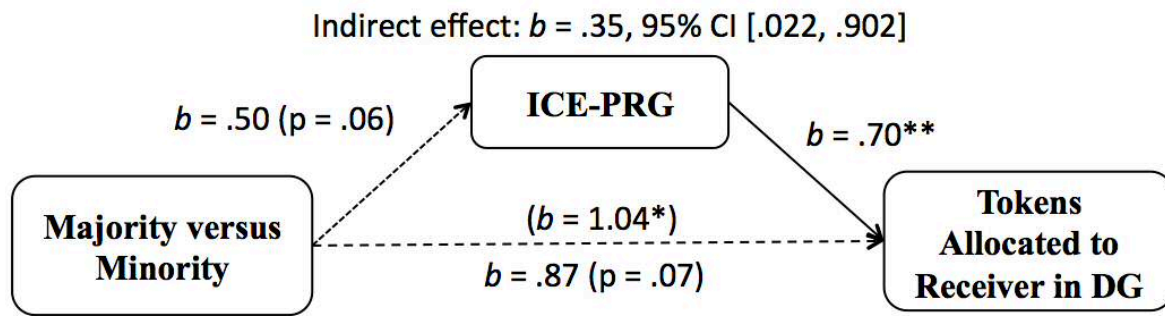 Indirect effect: b = .35, 95% CI [.022, .902]
ICE-PRG
b = .50 (p = .06)
b = .70**
Majority versus
Minority
(b = 1.04*)
b = .87 (p = .07)
Tokens
Allocated to
Receiver in DG